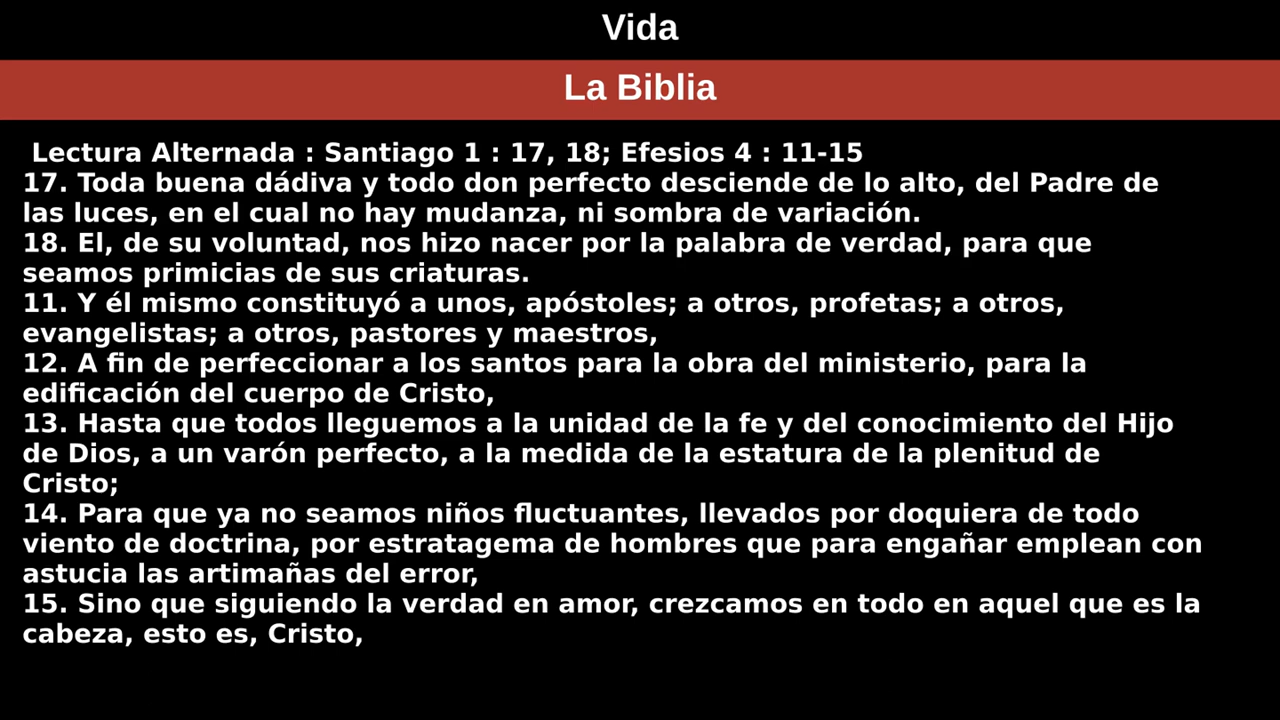 Vida
La Biblia
Lectura Alternada : Santiago 1 : 17, 18; Efesios 4 : 11-15
17. Toda buena dádiva y todo don perfecto desciende de lo alto, del Padre de
las luces, en el cual no hay mudanza, ni sombra de variación.
18. El, de su voluntad, nos hizo nacer por la palabra de verdad, para que
seamos primicias de sus criaturas.
11. Y él mismo constituyó a unos, apóstoles; a otros, profetas; a otros,
evangelistas; a otros, pastores y maestros,
12. A fin de perfeccionar a los santos para la obra del ministerio, para la
edificación del cuerpo de Cristo,
13. Hasta que todos lleguemos a la unidad de la fe y del conocimiento del Hijo
de Dios, a un varón perfecto, a la medida de la estatura de la plenitud de
Cristo;
14. Para que ya no seamos niños fluctuantes, llevados por doquiera de todo
viento de doctrina, por estratagema de hombres que para engañar emplean con
astucia las artimañas del error,
15. Sino que siguiendo la verdad en amor, crezcamos en todo en aquel que es la
cabeza, esto es, Cristo,